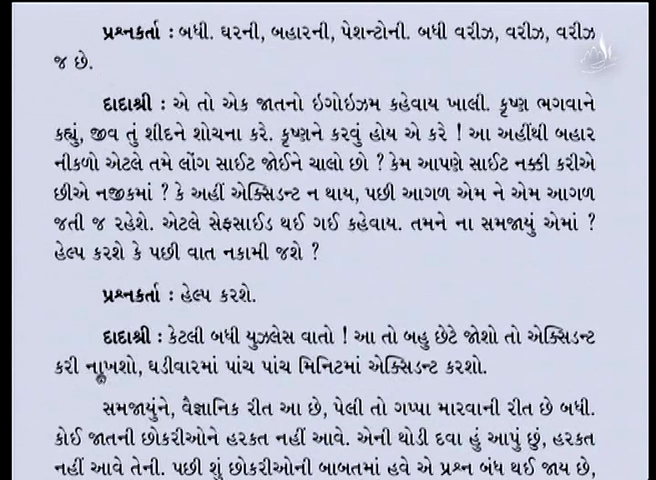 પ્રશ્નકર્તા : બધી. ઘરની, બહારની, પેશન્ટોની. બધી વરીઝ, વરીઝ, વરીઝ
જ છે.
દાદાશ્રી : એ તો એક જાતનો ઇગોઇઝમ કહેવાય ખાલી. કૃષ્ણ ભગવાને
કહ્યું, જીવ તું શીદને શોચના કરે. કૃષ્ણને કરવું હોય એ કરે ! આ અહીંથી બહાર
નીકળો એટલે તમે લોંગ સાઈટ જોઈને ચાલો છો ? કેમ આપણે સાઈટ નક્કી કરીએ
છીએ નજીકમાં ? કે અહીં એક્સિડન્ટ ન થાય, પછી આગળ એમ ને એમ આગળ
જતી જ રહેશે. એટલે સેફસાઈડ થઈ ગઈ કહેવાય. તમને ના સમજાયું એમાં ?
હેલ્પ કરશે કે પછી વાત નકામી જશે ?
પ્રશ્નકર્તા : હેલ્પ કરશે.
દાદાશ્રી : કેટલી બધી યુઝલેસ વાતો ! આ તો બહુ છેટે જોશો તો એક્સિડન્ટ
કરી નાખશો, ઘડીવારમાં પાંચ પાંચ મિનિટમાં એક્સિડન્ટ કરશો.
સમજાયુંને, વૈજ્ઞાનિક રીત આ છે, પેલી તો ગપ્પા મારવાની રીત છે બધી.
કોઈ જાતની છોકરીઓને હરકત નહીં આવે. એની થોડી દવા હું આપું છું, હરકત
નહીં આવે તેની. પછી શું છોકરીઓની બાબતમાં હવે એ પ્રશ્ન બંધ થઈ જાય છે,